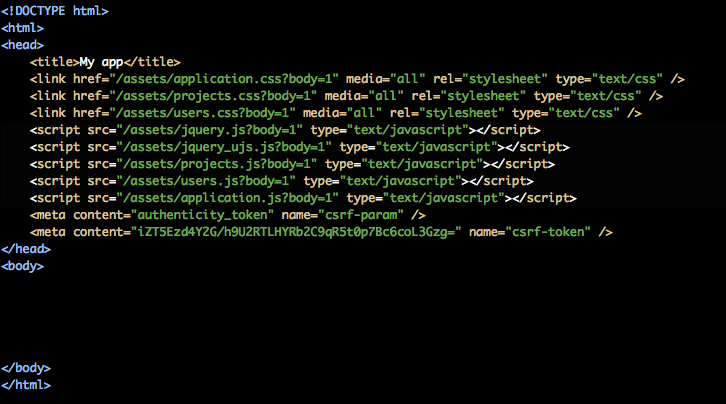 <!DOCTYPE html>
<html>
<head>
    <title>My app</title>
    <link href="/assets/application.css?body=1" media="all" rel="stylesheet" type="text/css" />
    <link href="/assets/projects.css?body=1" media="all" rel="stylesheet" type="text/css" />
    <link href="/assets/users.css?body=1" media="all" rel="stylesheet" type="text/css" />
    <script src="/assets/jquery.js?body=1" type="text/javascript"></script>
    <script src="/assets/jquery_ujs.js?body=1" type="text/javascript"></script>
    <script src="/assets/projects.js?body=1" type="text/javascript"></script>
    <script src="/assets/users.js?body=1" type="text/javascript"></script>
    <script src="/assets/application.js?body=1" type="text/javascript"></script>
    <meta content="authenticity_token" name="csrf-param" />
    <meta content="iZT5Ezd4Y2G/h9U2RTLHYRb2C9qR5t0p7Bc6coL3Gzg=" name="csrf-token" />
</head>
<body>
</body>
</html>